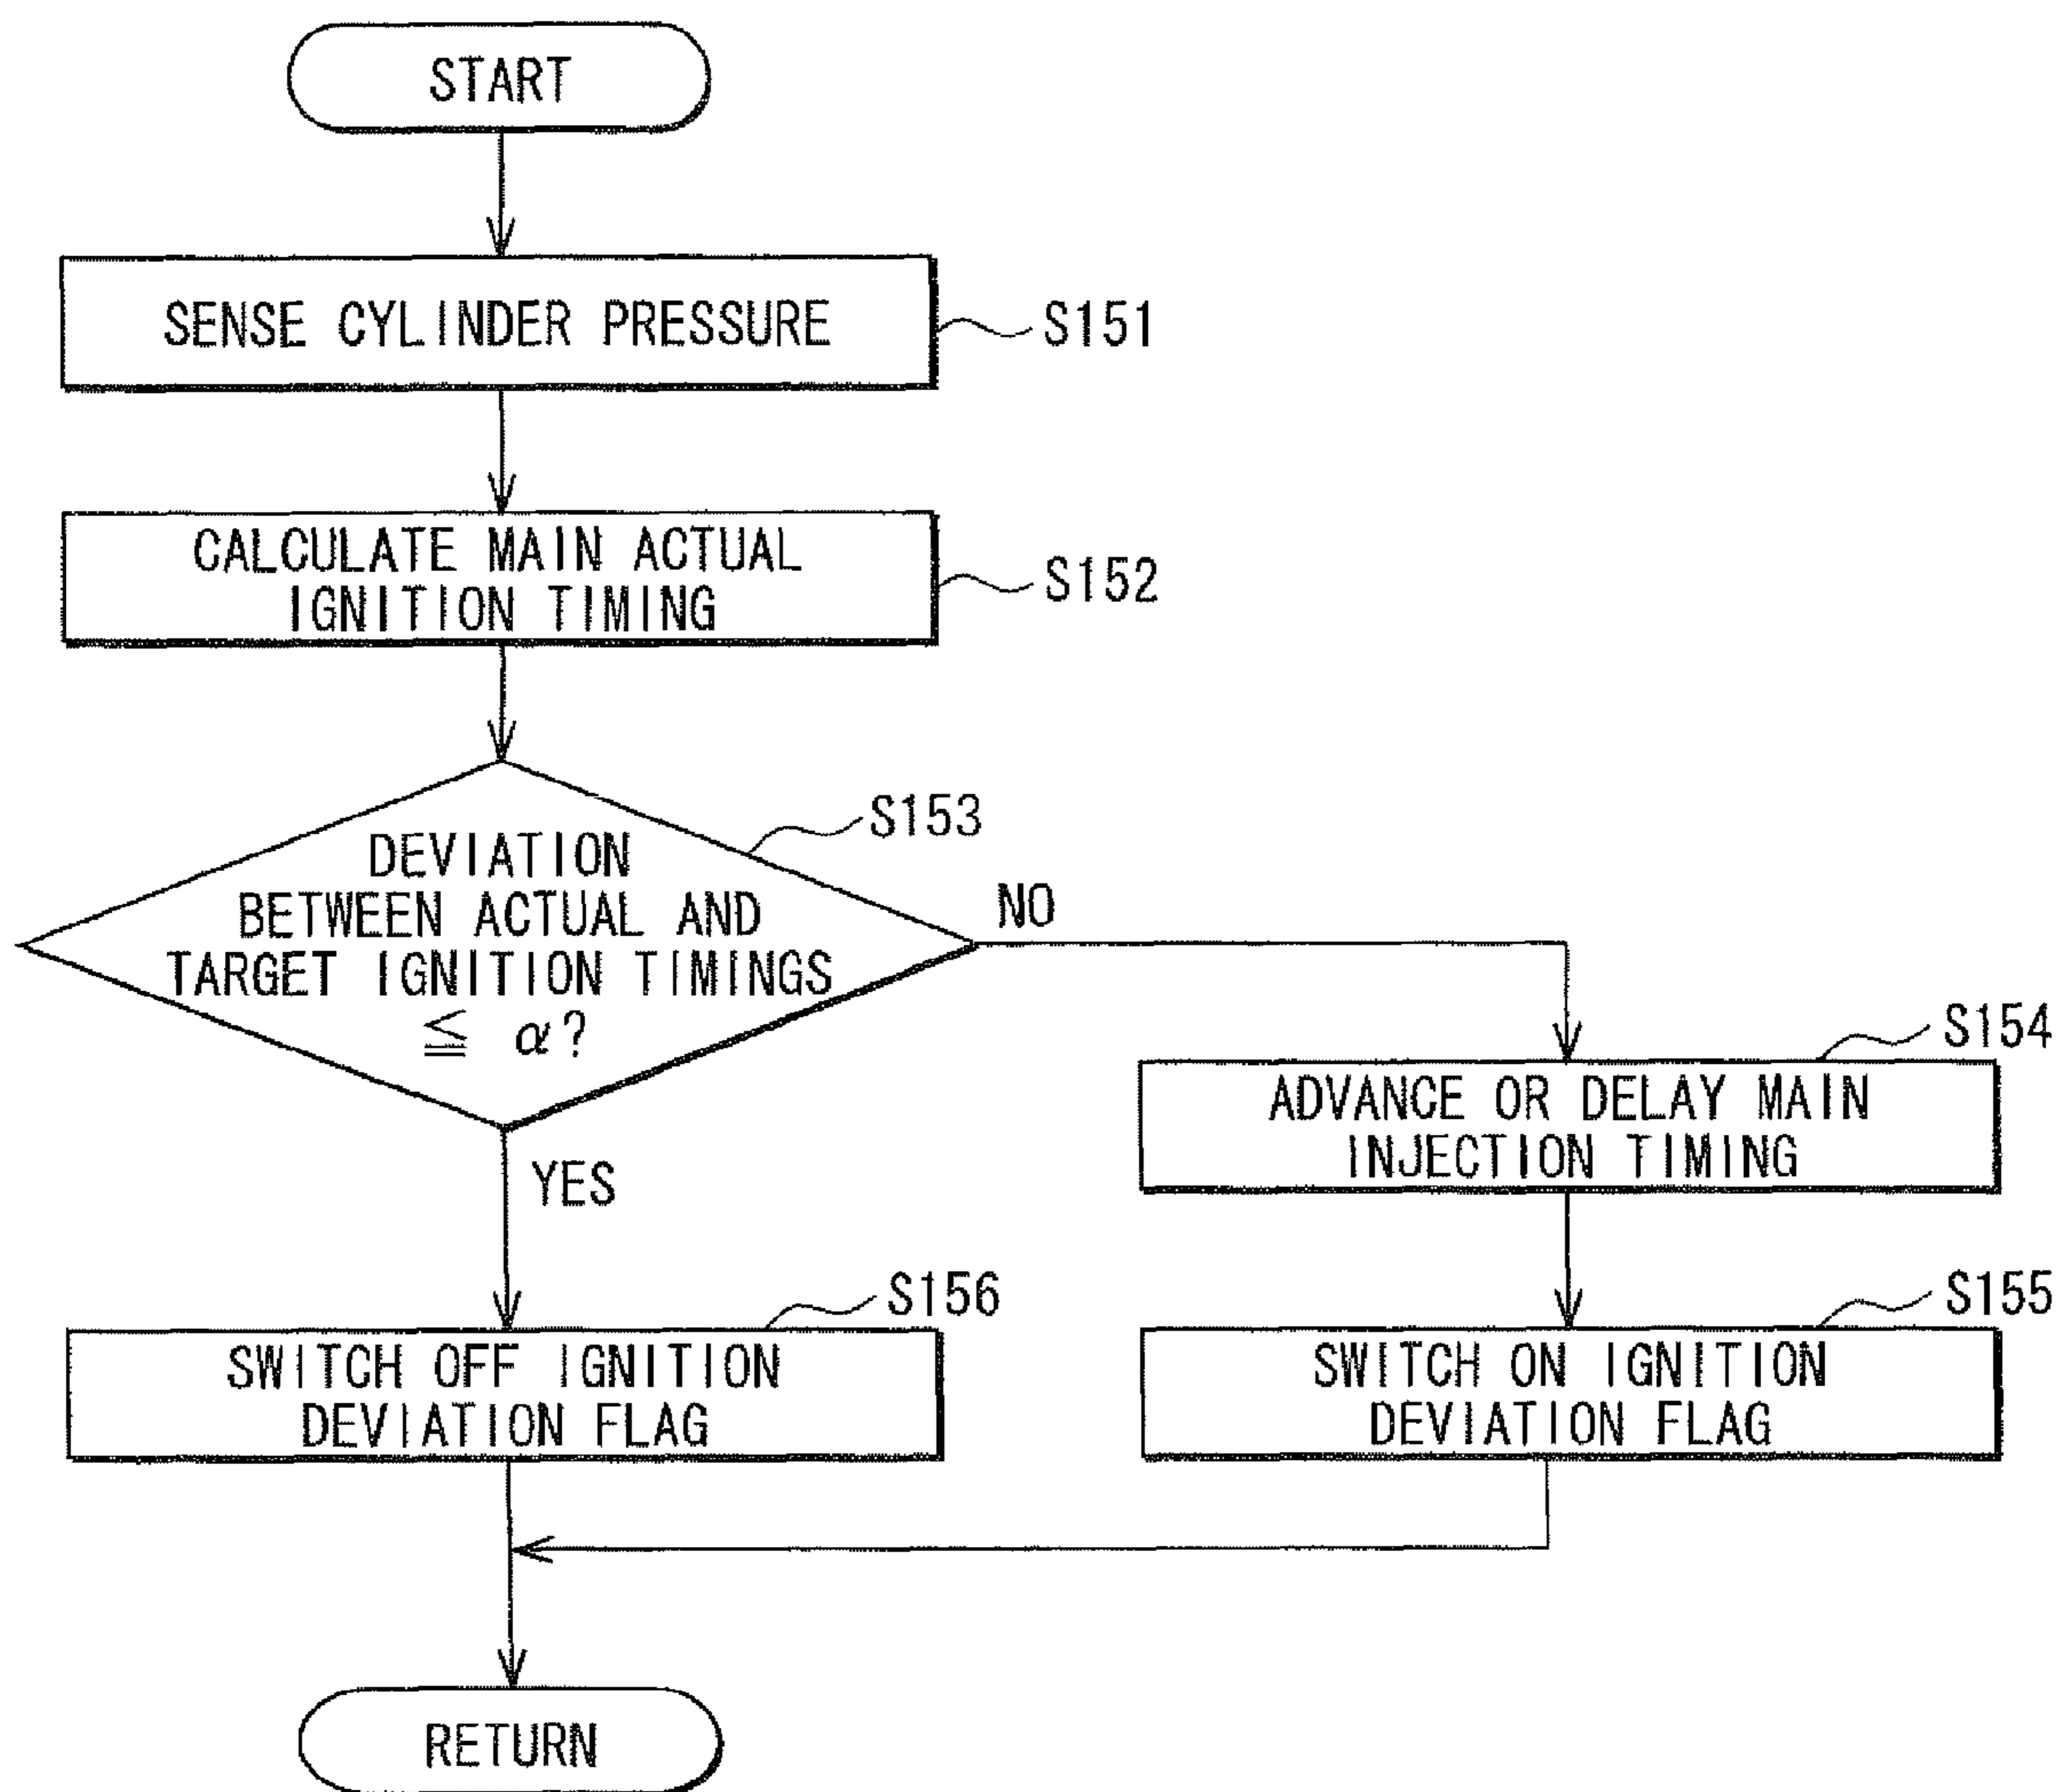 START
SENSE CYLINDER PRESSURE
S151
CALCULATE MAIN ACTUAL
IGNITION TIMING
S152
S153
DEVIATION
BETWEEN ACTUAL AND
TARGET IGNITION TIMINGS
≦ α?
NO
YES
S154
ADVANCE OR DELAY MAIN
INJECTION TIMING
S156
SWITCH OFF IGNITION
DEVIATION FLAG
S155
SWITCH ON IGNITION
DEVIATION FLAG
RETURN